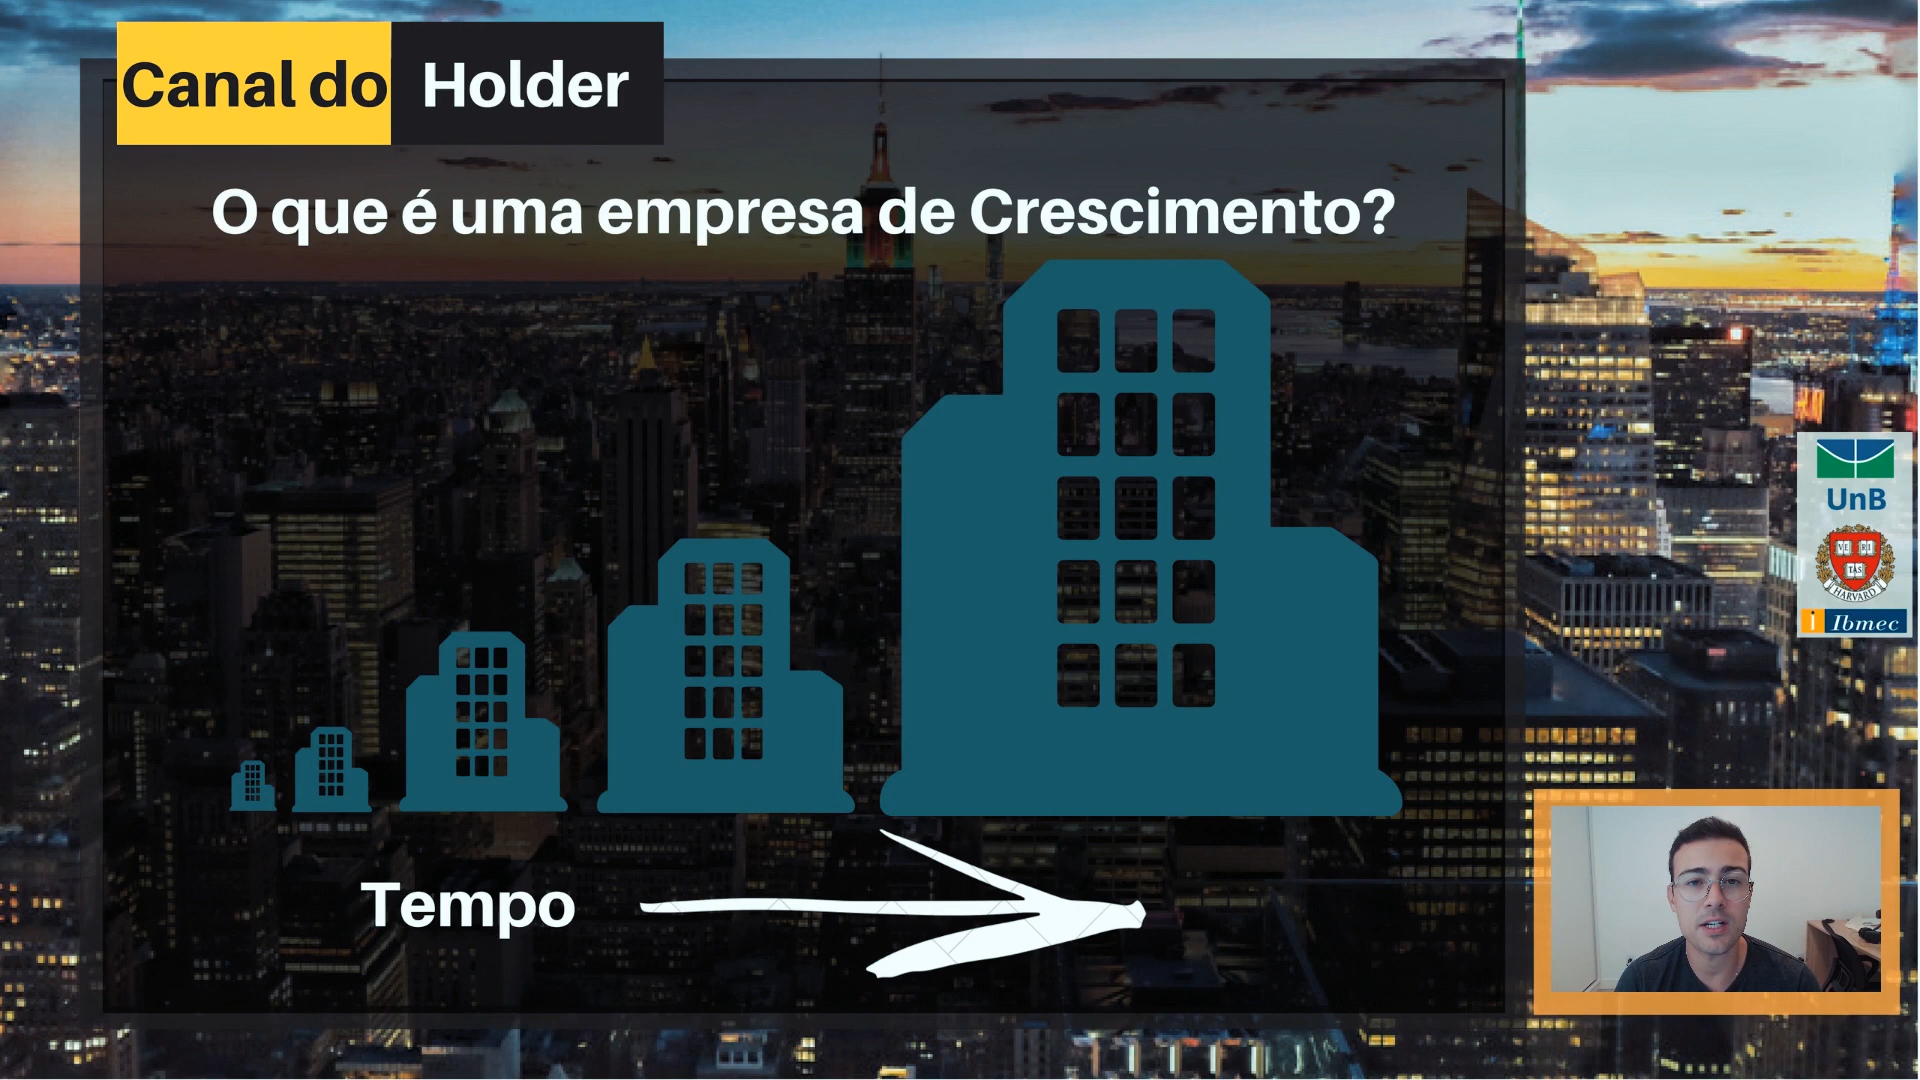 Canal do Holder
O que é uma empresa de Crescimento?
UnB
VE RI
TAS
HARVARD
i Ibmec
Tempo